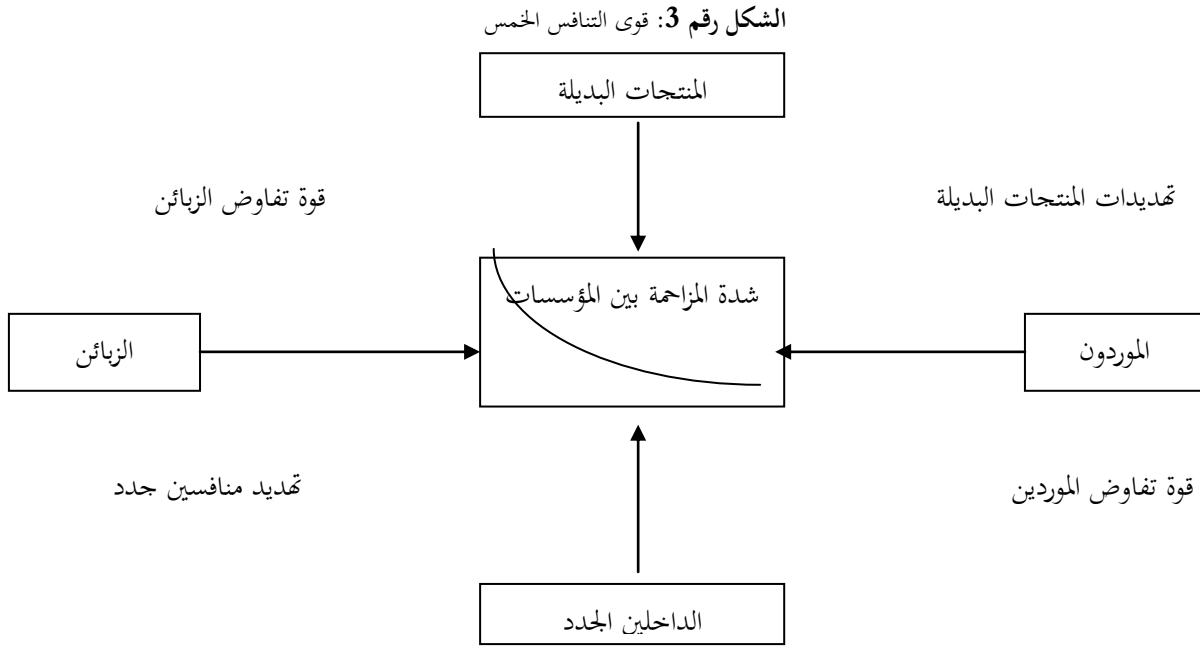 الشكل رقم 3: قوى التنافس الخمس
المنتجات البديلة
تهديدات المنتجات البديلة
قوة تفاوض الزبائن
شدة المزاحمة بين المؤسسات
الموردون
الزبائن
قوة تفاوض الموردين
تهديد منافسين جدد
الداخلين الجدد